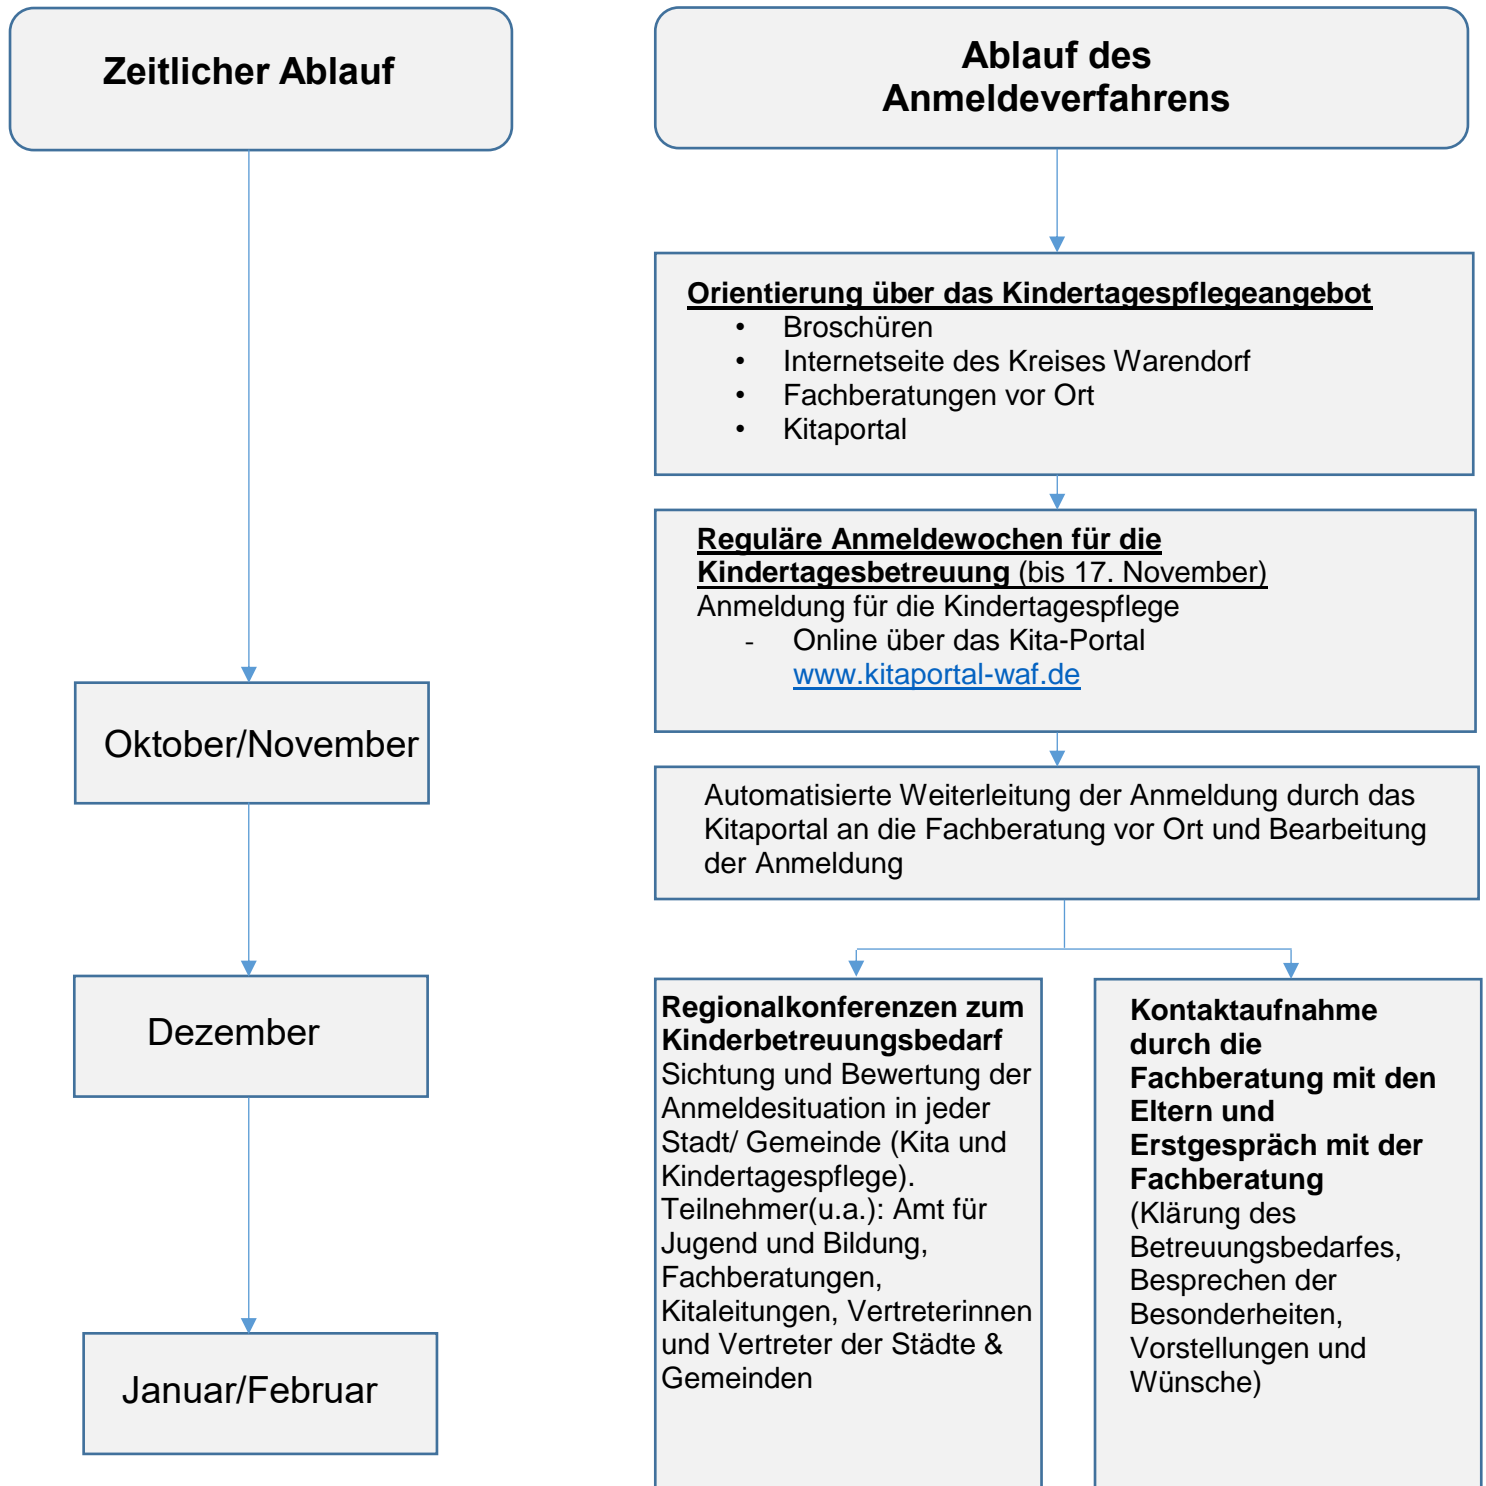 Zeitlicher Ablauf
Oktober/November
Dezember
Januar/Februar
Ablauf des
Anmeldeverfahrens
Orientierung über das Kindertagespflegeangebot
• Broschüren
• Internetseite des Kreises Warendorf
• Fachberatungen vor Ort
• Kitaportal
Reguläre Anmeldewochen für die
Kindertagesbetreuung (bis 17. November)
Anmeldung für die Kindertagespflege
- Online über das Kita-Portal
www.kitaportal-waf.de
Automatisierte Weiterleitung der Anmeldung durch das
Kitaportal an die Fachberatung vor Ort und Bearbeitung
der Anmeldung
Regionalkonferenzen zum
Kinderbetreuungsbedarf
Sichtung und Bewertung der
Anmeldesituation in jeder
Stadt/ Gemeinde (Kita und
Kindertagespflege).
Teilnehmer(u.a.): Amt für
Jugend und Bildung,
Fachberatungen,
Kitaleitungen, Vertreterinnen
und Vertreter der Städte &
Gemeinden
Kontaktaufnahme
durch die
Fachberatung mit den
Eltern und
Erstgespräch mit der
Fachberatung
(Klärung des
Betreuungsbedarfes,
Besprechen der
Besonderheiten,
Vorstellungen und
Wünsche)